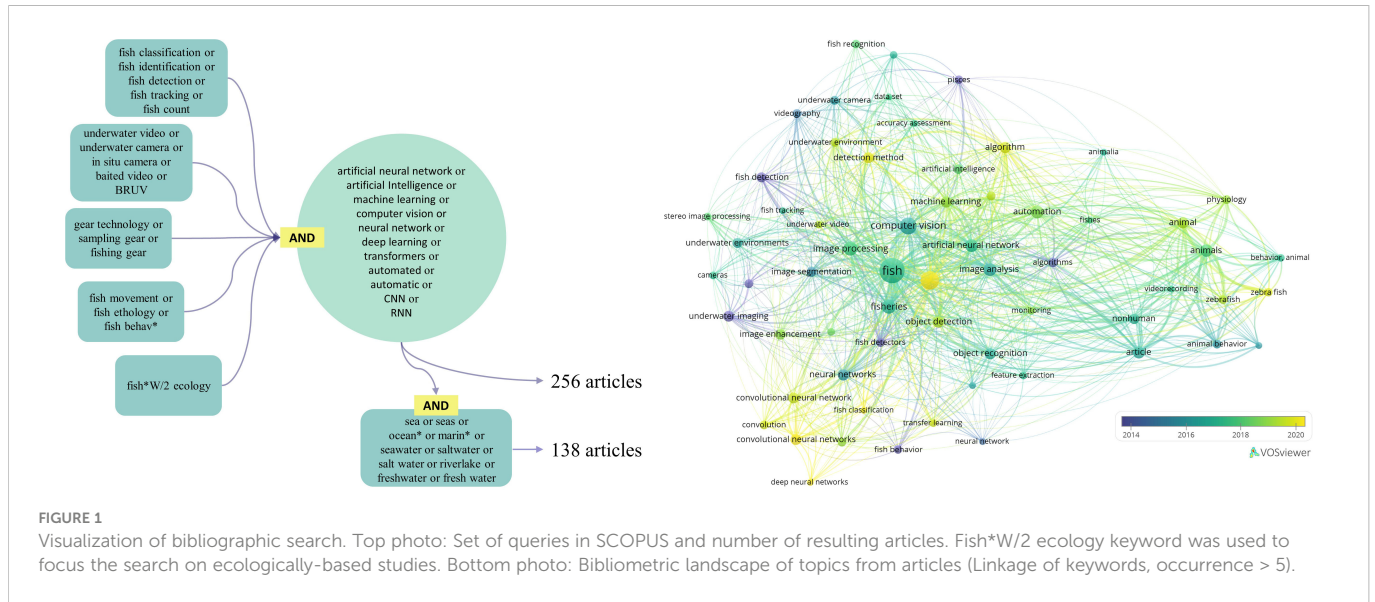 fish classification or
fish identification or
fish detection or
fish tracking or
fish count
underwater video or
underwater camera or
in situ camera or
baited video or
BRUV
gear technology or
sampling gear or
fishing gear
fish movement or
fish ethology or
fish behav*
fish*W/2 ecology
AND
artificial neural network or
artificial Intelligence or
machine learning or
computer vision or
neural network or
deep learning or
transformers or
automated or
automatic or
CNN or
RNN
256 articles
AND
sea or seas or
ocean* or marin* or
seawater or saltwater or
salt water or riverlake or
freshwater or fresh water
138 articles
fish recognition
pisces
data set
underwater camera
videography
accuracy assessment
underwater environment
detection method
algorithm
animalia
artificial intelligence
fish detection
machine learning
physiology
stereo image processing
fish tracking
underwater video
computer vision
automation
fishes
animal
underwater environments
image processing
artificial neural network
animals
behavior, animal
cameras
image segmentation
fish
image analysis
algorithms
videorecording
zebra fish
zebrafish
underwater imaging
fisheries
monitoring
nonhuman
image enhancement
object detection
fish detectors
object recognition
article
animal behavior
neural networks
feature extraction
convolutional neural network
fish classification
convolution
transfer learning
convolutional neural networks
fish behavior
neural network
deep neural networks
2014
2016
2018
2020
VOSviewer
FIGURE 1
Visualization of bibliographic search. Top photo: Set of queries in SCOPUS and number of resulting articles. Fish*W/2 ecology keyword was used to
focus the search on ecologically-based studies. Bottom photo: Bibliometric landscape of topics from articles (Linkage of keywords, occurrence > 5).